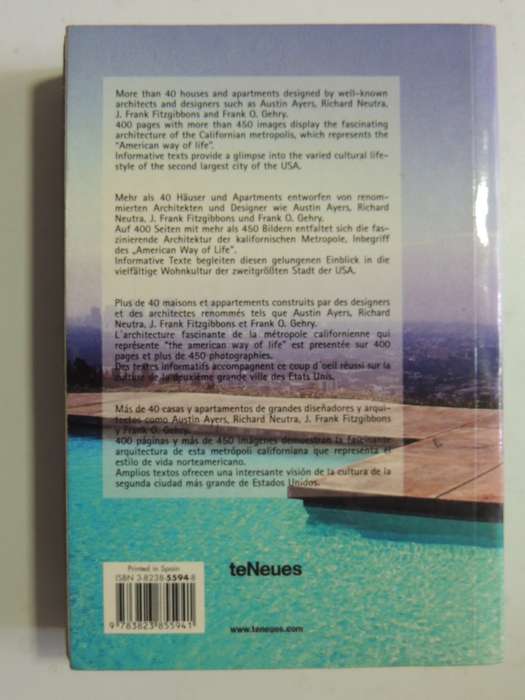 More than 40 houses and apartments designed by well-known
architects and designers such as Austin Ayers, Richard Neutra,
J. Frank Fitzgibbons and Frank O. Gehry.
400 pages with more than 450 images display the fascinating
architecture of the Californian metropolis, which represents the
"American way of life".
Informative texts provide a glimpse into the varied cultural life-
style of the second largest city of the USA.
Mehr als 40 Häuser und Apartments entworfen von renom-
mierten Architekten und Designer wie Austin Ayers, Richard
Neutra, J. Frank Fitzgibbons und Frank O. Gehry.
Auf 400 Seiten mit mehr als 450 Bildern entfaltet sich die fas-
zinierende Architektur der kalifornischen Metropole, Inbegriff
des „American Way of Life".
Informative Texte begleiten diesen gelungenen Einblick in die
vielfältige Wohnkultur der zweitgrößten Stadt der USA.
Plus de 40 maisons et appartements construits par des designers
et des architectes renommés tels que Austin Ayers, Richard
Neutra, J. Frank Fitzgibbons et Frank O. Gehry.
L'architecture fascinante de la métropole californienne qui
représente "the american way of life" est presentée sur 400
pages et plus de 450 photographies.
Des textes informatifs accompagnent ce coup d'oeil réussi sur la
culture de la deuxième grande ville des Etats Unis.
Más de 40 casas y apartamentos de grandes diseñadores y arqui-
tectos como Austin Ayers, Richard Neutra, J. Frank Fitzgibbons
y Frank O. Gehry.
400 páginas y más de 450 imágenes demuestran la fascinante
arquitectura de esta metrópoli californiana que representa el
estilo de vida norteamericano.
Amplios textos ofrecen una interesante visión de la cultura de la
segunda ciudad más grande de Estados Unidos.
Printed in Spain
ISBN 3-8238-5594-8
9 783823 855941
teNeues
www.teneues.com